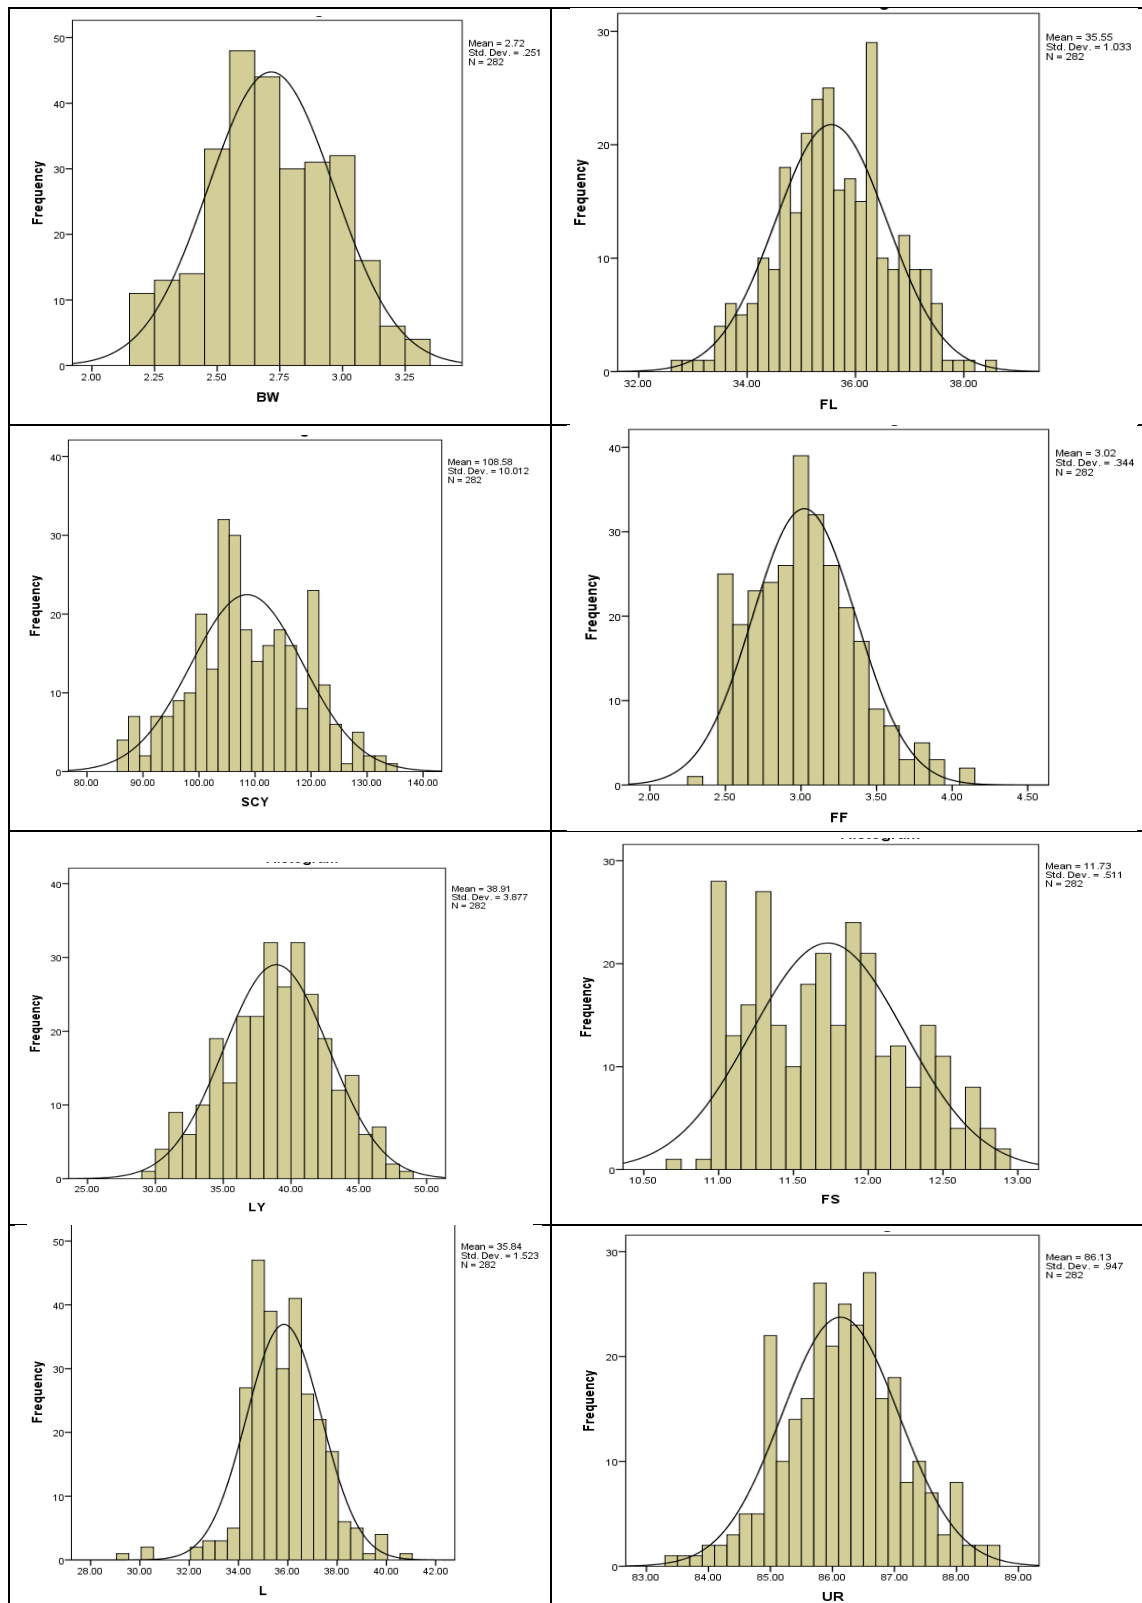 Mean = 2.72
Std. Dev. = .251
N = 282
50
40
30
20
10
0
Frequency
2.00 2.25 2.50 2.75 3.00 3.25
BW
Mean = 35.55
Std. Dev. = 1.033
N = 282
30
20
10
0
Frequency
32.00 34.00 36.00 38.00
FL
Mean = 108.58
Std. Dev. = 10.012
N = 282
40
30
20
10
0
Frequency
80.00 90.00 100.00 110.00 120.00 130.00 140.00
SCY
Mean = 3.02
Std. Dev. = .344
N = 282
40
30
20
10
0
Frequency
2.00 2.50 3.00 3.50 4.00 4.50
FF
Mean = 38.91
Std. Dev. = 3.877
N = 282
40
30
20
10
0
Frequency
25.00 30.00 35.00 40.00 45.00 50.00
LY
Mean = 11.73
Std. Dev. = .511
N = 282
30
20
10
0
Frequency
10.50 11.00 11.50 12.00 12.50 13.00
FS
Mean = 35.84
Std. Dev. = 1.523
N = 282
50
40
30
20
10
0
Frequency
28.00 30.00 32.00 34.00 36.00 38.00 40.00 42.00
L
Mean = 86.13
Std. Dev. = .947
N = 282
30
20
10
0
Frequency
83.00 84.00 85.00 86.00 87.00 88.00 89.00
UR